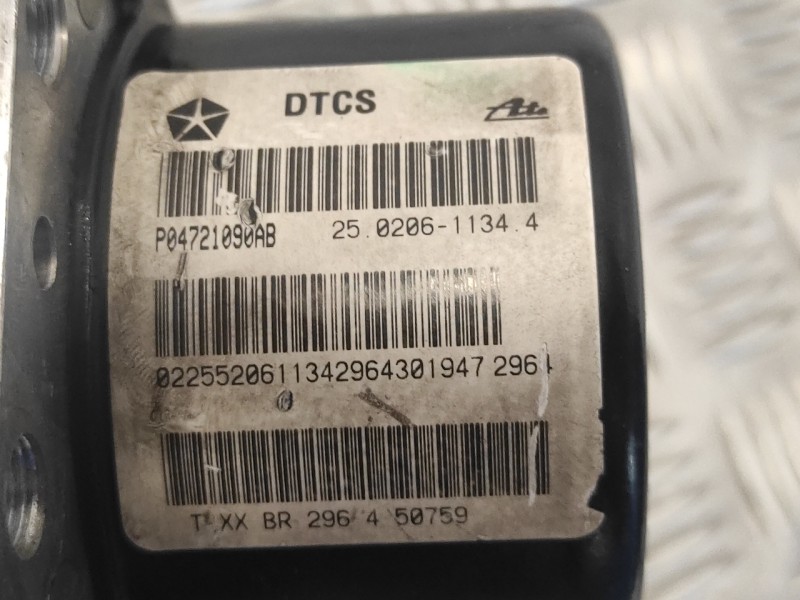 DTCS
Ate
P04721090AB 25.0206-1134.4
02255206113429643019472964
T XX BR 296 4 50759